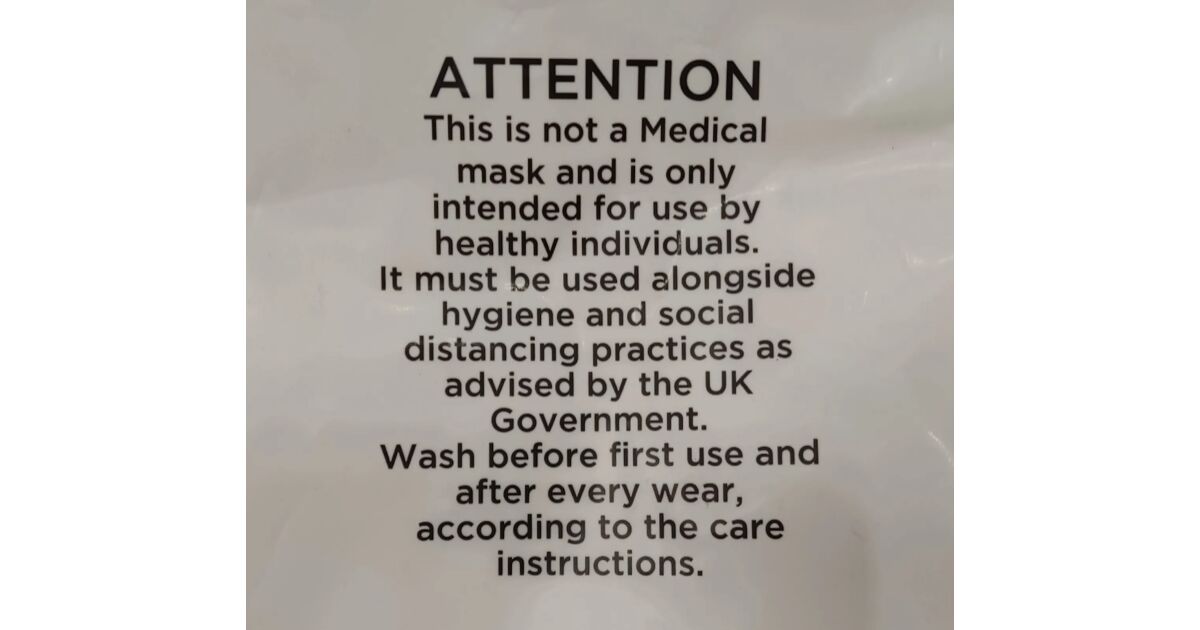 ATTENTION
This is not a Medical
mask and is only
intended for use by
healthy individuals.
It must be used alongside
hygiene and social
distancing practices as
advised by the UK
Government.
Wash before first use and
after every wear,
according to the care
instructions.